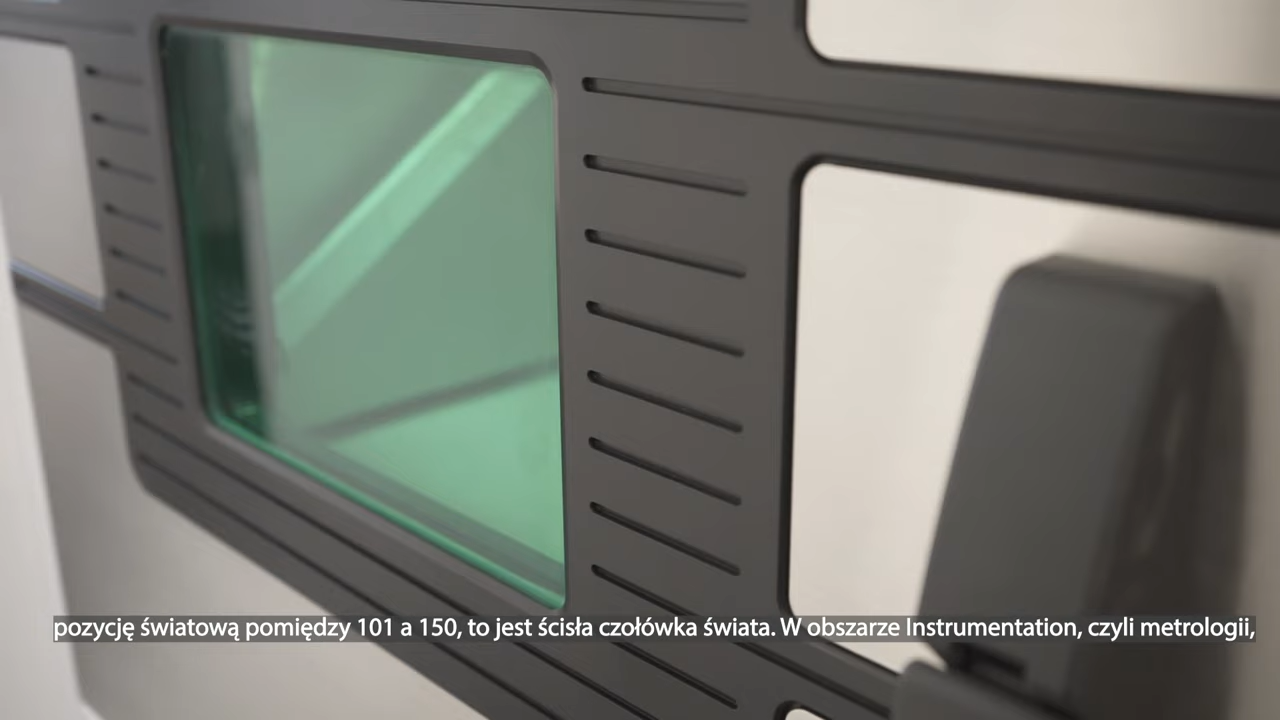 pozycję światową pomiędzy 101 a 150, to jest ścisła czołówka świata. W obszarze Instrumentation, czyli metrologii,